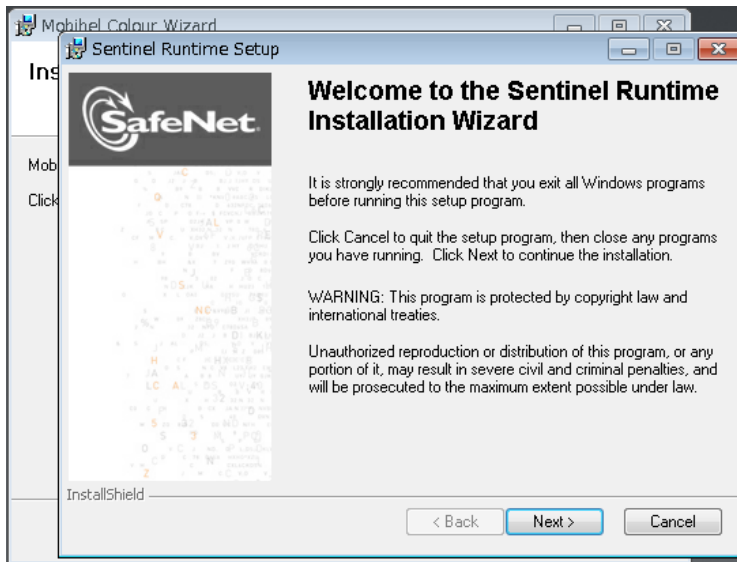 Mobihel Colour Wizard
Sentinel Runtime Setup
Ins
SafeNet.
Welcome to the Sentinel Runtime
Installation Wizard
Mob
Click
It is strongly recommended that you exit all Windows programs
before running this setup program.
Click Cancel to quit the setup program, then close any programs
you have running. Click Next to continue the installation.
WARNING: This program is protected by copyright law and
international treaties.
Unauthorized reproduction or distribution of this program, or any
portion of it, may result in severe civil and criminal penalties, and
will be prosecuted to the maximum extent possible under law.
InstallShield
< Back
Next >
Cancel